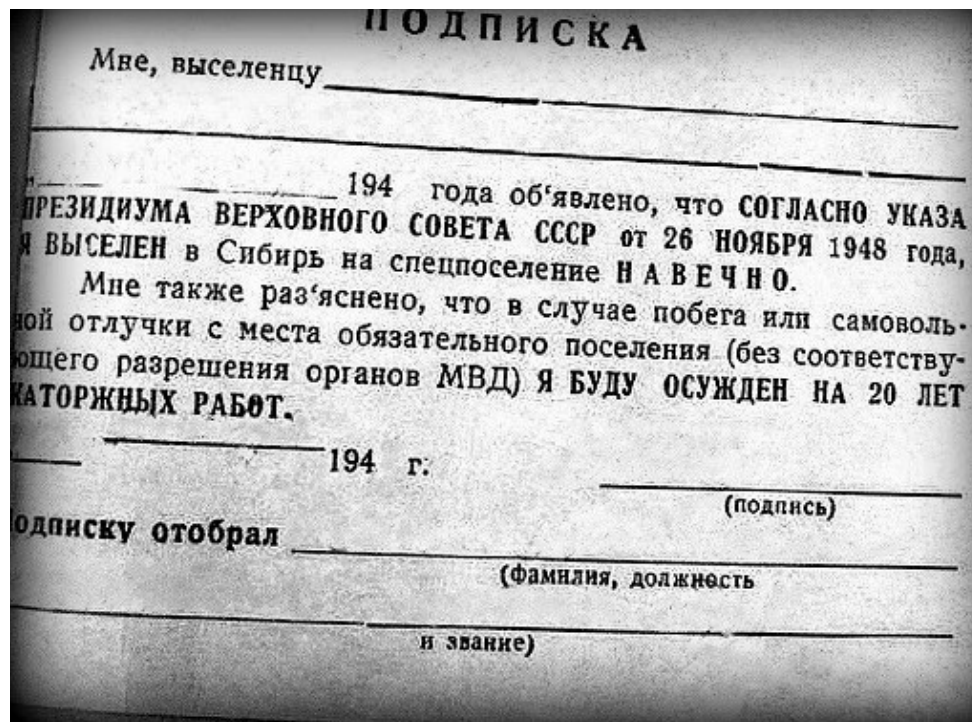 ПОДПИСКА
Мне, выселенцу
194 года об‘явлено, что СОГЛАСНО УКАЗА
ПРЕЗИДИУМА ВЕРХОВНОГО СОВЕТА СССР от 26 НОЯБРЯ 1948 года,
Я ВЫСЕЛЕН в Сибирь на спецпоселение НАВЕЧНО.
Мне также раз‘яснено, что в случае побега или самоволь-
ной отлучки с места обязательного поселения (без соответству-
ющего разрешения органов МВД) Я БУДУ ОСУЖДЕН НА 20 ЛЕТ
КАТОРЖНЫХ РАБОТ.
194 г.
(подпись)
Подписку отобрал
(фамилия, должность
и звание)